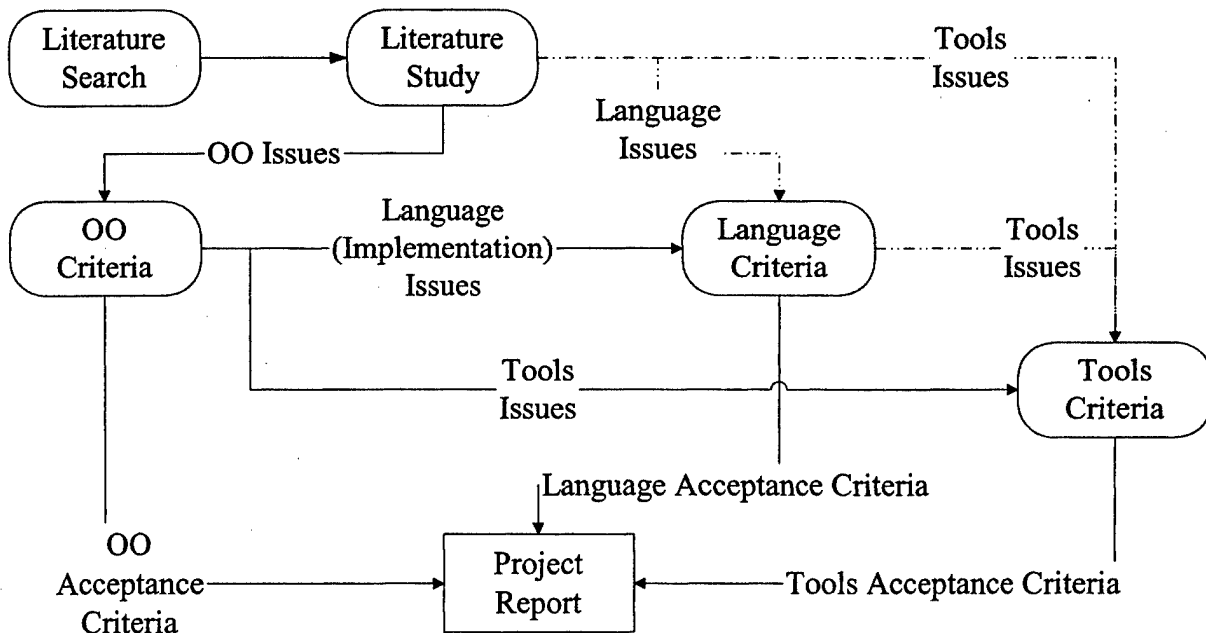 Literature
Search
Literature
Study
Tools
Issues
Language
Issues
OO Issues
OO
Criteria
Language
(Implementation)
Issues
Language
Criteria
Tools
Issues
Tools
Issues
Tools
Criteria
Language Acceptance Criteria
OO
Acceptance
Criteria
Project
Report
Tools Acceptance Criteria